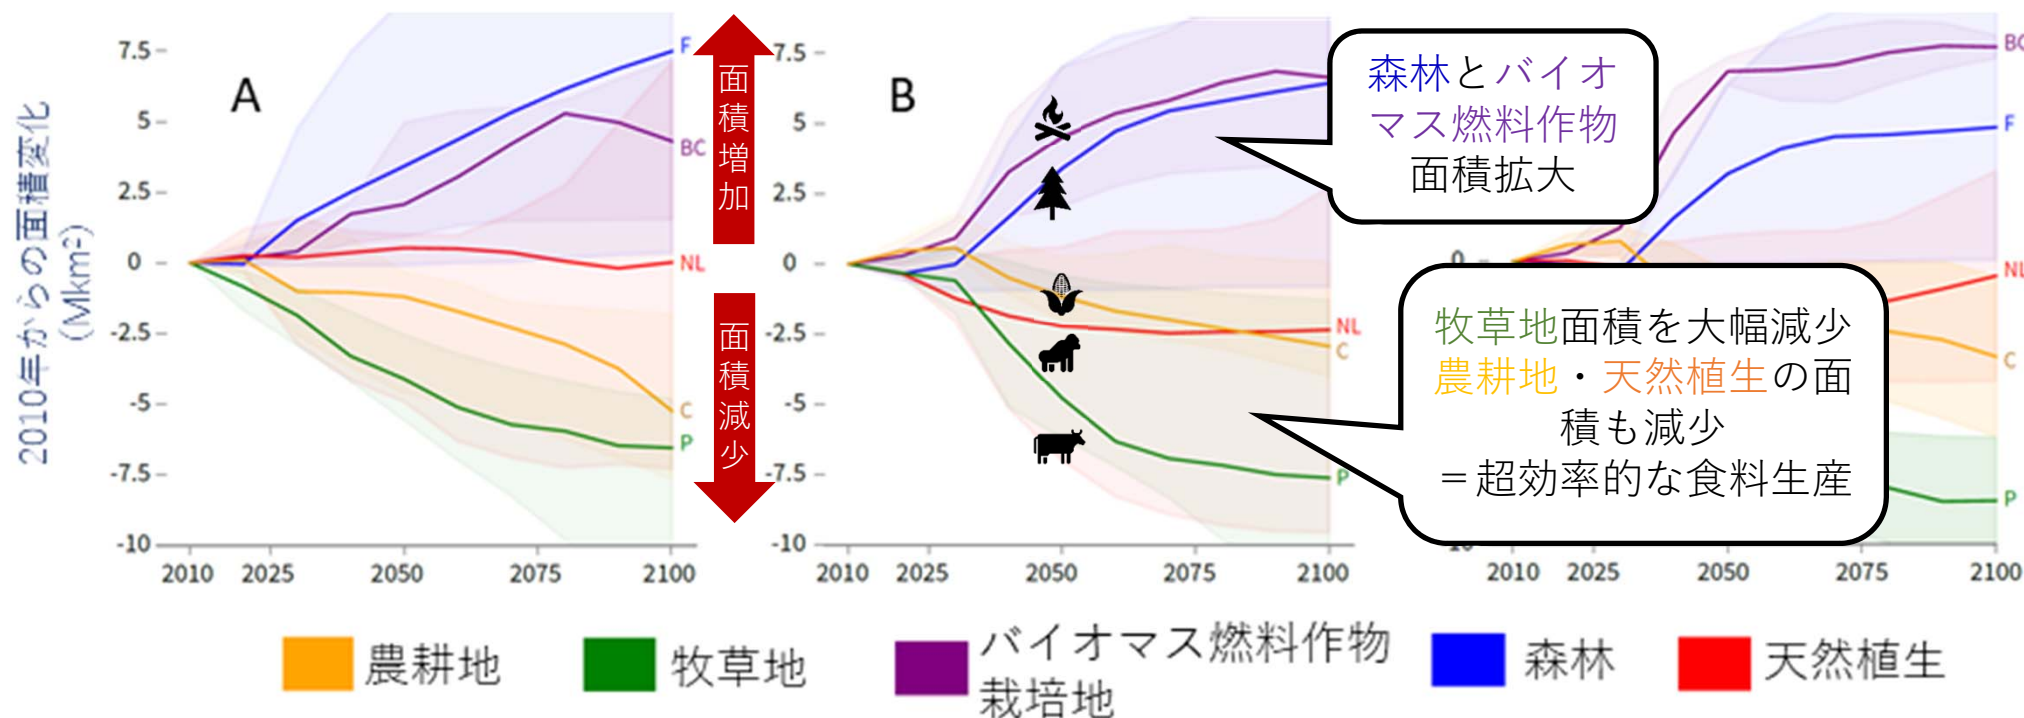 2010年からの面積変化
(Mkm²)
A
7.5
5
2.5
0
-2.5
-5
-7.5
-10
2010 2025 2050 2075 2100
F
BC
NL
C
P
面積増加
面積減少
B
7.5
5
2.5
0
-2.5
-5
-7.5
-10
2010 2025 2050 2075 2100
NL
C
P
森林とバイオ
マス燃料作物
面積拡大
牧草地面積を大幅減少
農耕地・天然植生の面
積も減少
＝超効率的な食料生産
0
2010 2025 2050 2075 2100
BC
F
NL
C
P
農耕地
牧草地
バイオマス燃料作物
栽培地
森林
天然植生